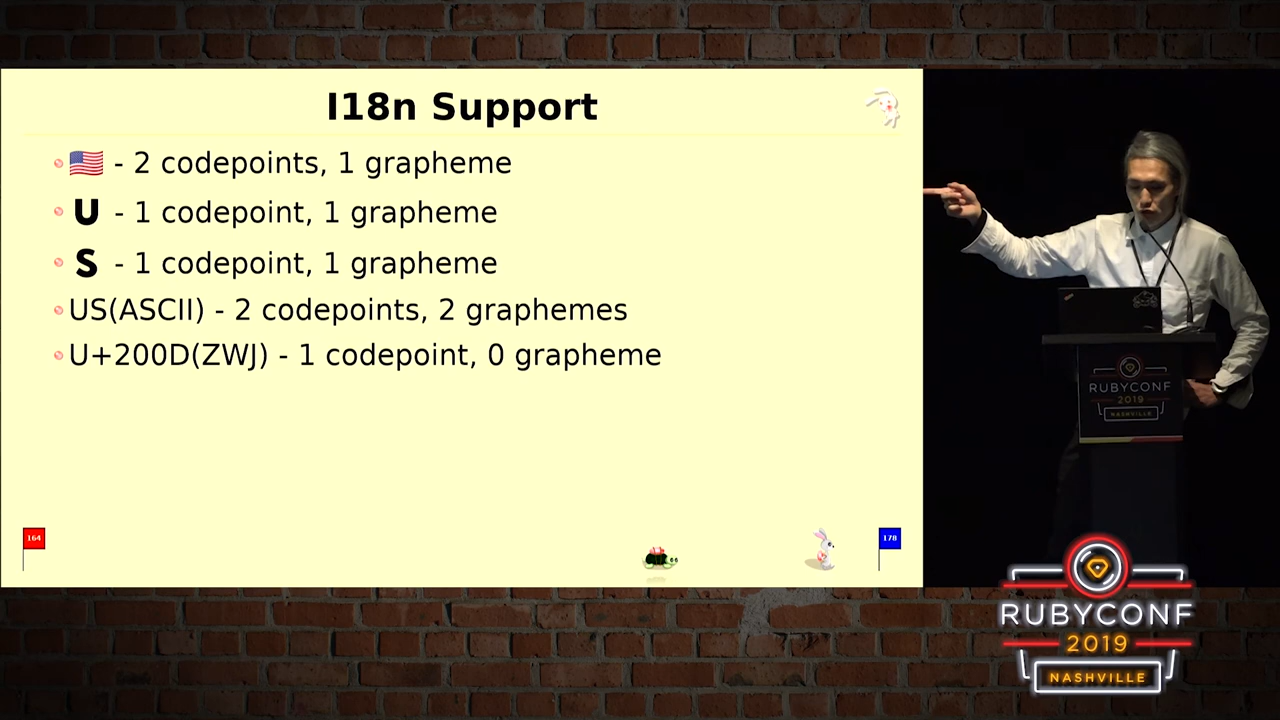 I18n Support
🇺🇸 - 2 codepoints, 1 grapheme
U - 1 codepoint, 1 grapheme
S - 1 codepoint, 1 grapheme
US(ASCII) - 2 codepoints, 2 graphemes
U+200D(ZWJ) - 1 codepoint, 0 grapheme
164
178
RUBYCONF
2019
NASHVILLE
RUBYCONF
2019
NASHVILLE